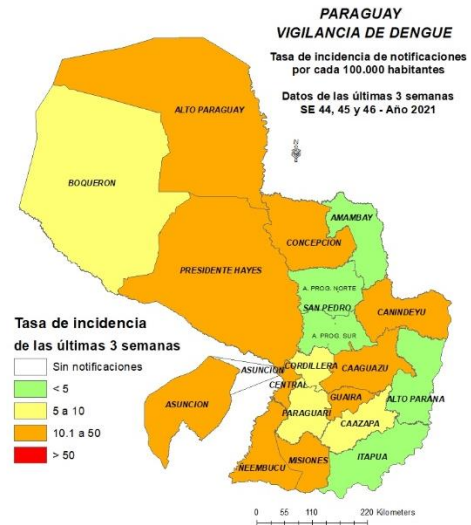 PARAGUAY
VIGILANCIA DE DENGUE
Tasa de incidencia de notificaciones
por cada 100.000 habitantes
Datos de las últimas 3 semanas
SE 44, 45 y 46 - Año 2021
ALTO PARAGUAY
BOQUERON
AMAMBAY
CONCEPCION
PRESIDENTE HAYES
A. PROG. NORTE
SAN PEDRO
CANINDEYU
A. PROG. SUR
Tasa de incidencia
de las últimas 3 semanas
Sin notificaciones
< 5
5 a 10
10.1 a 50
> 50
ASUNCION
ASUNCION
CORDILLERA
CAAGUAZU
CENTRAL
ALTO PARANA
GUAIRA
PARAGUARI
CAAZAPA
ÑEEMBUCU
MISIONES
ITAPUA
0 55 110 220 Kilometers